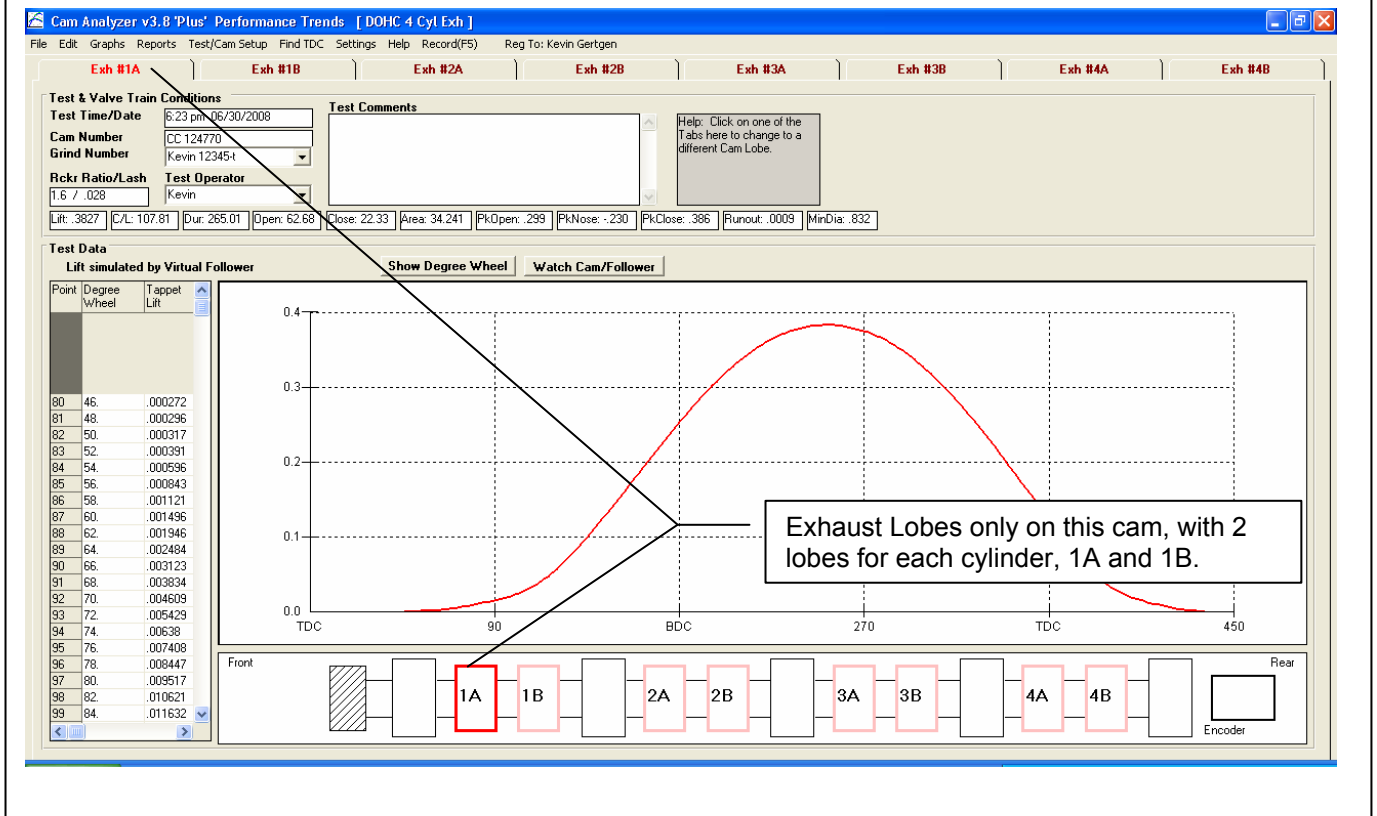 Cam Analyzer v3.8 'Plus' Performance Trends [ DOHC 4 Cyl Exh ]
File Edit Graphs Reports Test/Cam Setup Find TDC Settings Help Record(F5) Reg To: Kevin Gertgen
Exh #1A Exh #1B Exh #2A Exh #2B Exh #3A Exh #3B Exh #4A Exh #4B
Test & Valve Train Conditions
Test Time/Date 6:23 pm 06/30/2008
Cam Number CC 124770
Grind Number Kevin 12345-t
Rckr Ratio/Lash Test Operator
1.6 / .028 Kevin
Test Comments
Help: Click on one of the
Tabs here to change to a
different Cam Lobe.
Lift: .3827 C/L: 107.81 Dur: 265.01 Open: 62.68 Close: 22.33 Area: 34.241 PkOpen: .299 PkNose: -.230 PkClose: .386 Runout: .0009 MinDia: .832
Test Data
Lift simulated by Virtual Follower Show Degree Wheel Watch Cam/Follower
Point Degree Tappet
Wheel Lift
80 46. .000272
81 48. .000296
82 50. .000317
83 52. .000391
84 54. .000596
85 56. .000843
86 58. .001121
87 60. .001496
88 62. .001946
89 64. .002484
90 66. .003123
91 68. .003834
92 70. .004609
93 72. .005429
94 74. .00638
95 76. .007408
96 78. .008447
97 80. .009517
98 82. .010621
99 84. .011632
0.4
0.3
0.2
0.1
0.0
TDC 90 BDC 270 TDC 450
Exhaust Lobes only on this cam, with 2
lobes for each cylinder, 1A and 1B.
Front Rear
1A 1B 2A 2B 3A 3B 4A 4B
Encoder